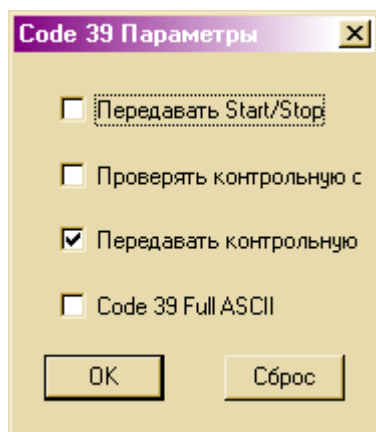 Code 39 Параметры
Передавать Start/Stop
Проверять контрольную с
Передавать контрольную
Code 39 Full ASCII
OK Сброс